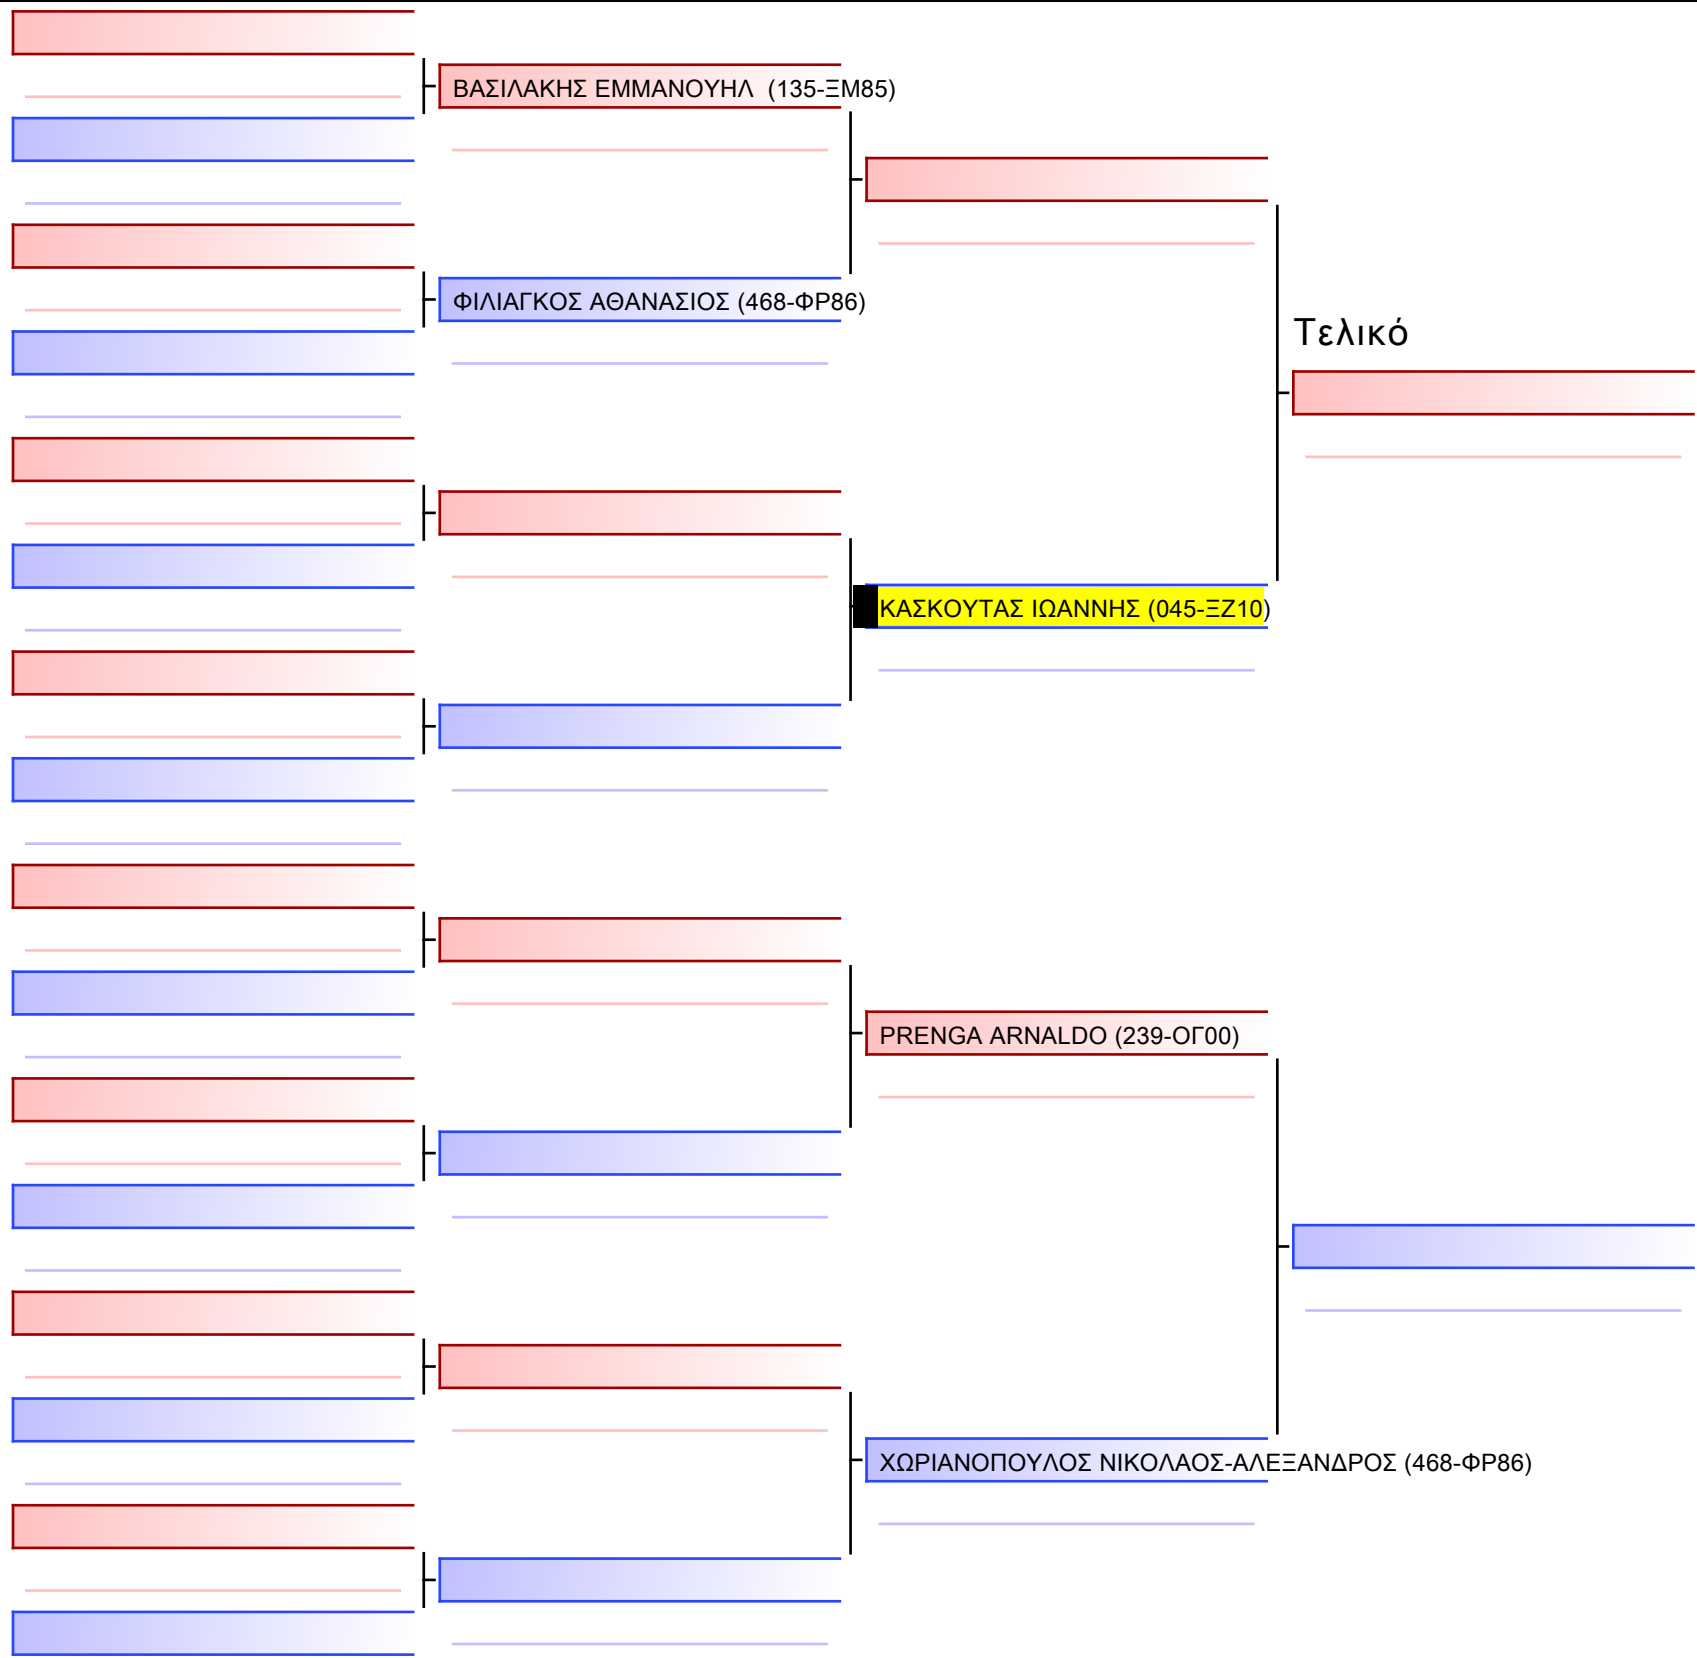 ΒΑΣΙΛΑΚΗΣ ΕΜΜΑΝΟΥΗΛ (135-ΞΜ85)
ΦΙΛΙΑΓΚΟΣ ΑΘΑΝΑΣΙΟΣ (468-ΦΡ86)
Τελικό
ΚΑΣΚΟΥΤΑΣ ΙΩΑΝΝΗΣ (045-ΞΖ10)
PRENGA ARNALDO (239-ΟΓ00)
ΧΩΡΙΑΝΟΠΟΥΛΟΣ ΝΙΚΟΛΑΟΣ-ΑΛΕΞΑΝΔΡΟΣ (468-ΦΡ86)